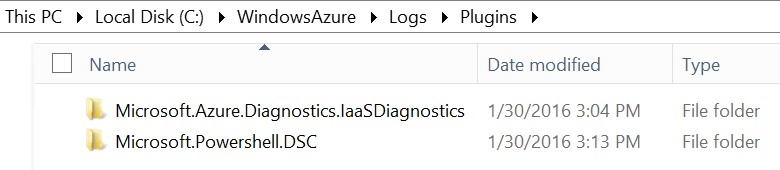 This PC Local Disk (C:) WindowsAzure Logs Plugins
Name Date modified Type
Microsoft.Azure.Diagnostics.IaaSDiagnostics 1/30/2016 3:04 PM File folder
Microsoft.Powershell.DSC 1/30/2016 3:13 PM File folder